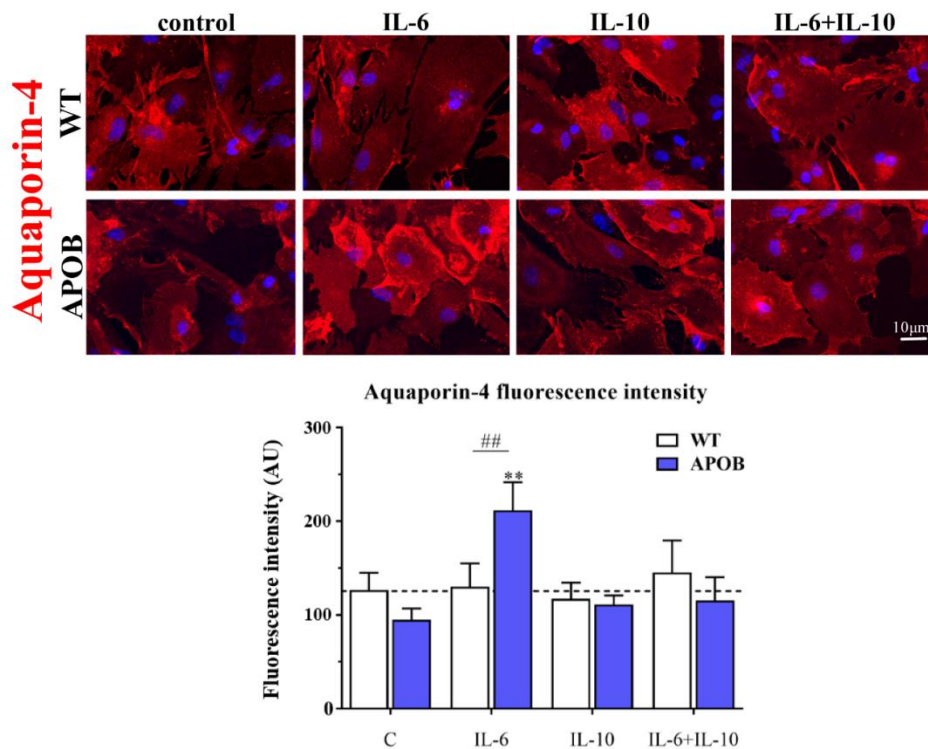 control IL-6 IL-10 IL-6+IL-10
Aquaporin-4
WT
APOB
10μm
Aquaporin-4 fluorescence intensity
Fluorescence intensity (AU)
300
200
100
0
##
**
WT
APOB
C IL-6 IL-10 IL-6+IL-10